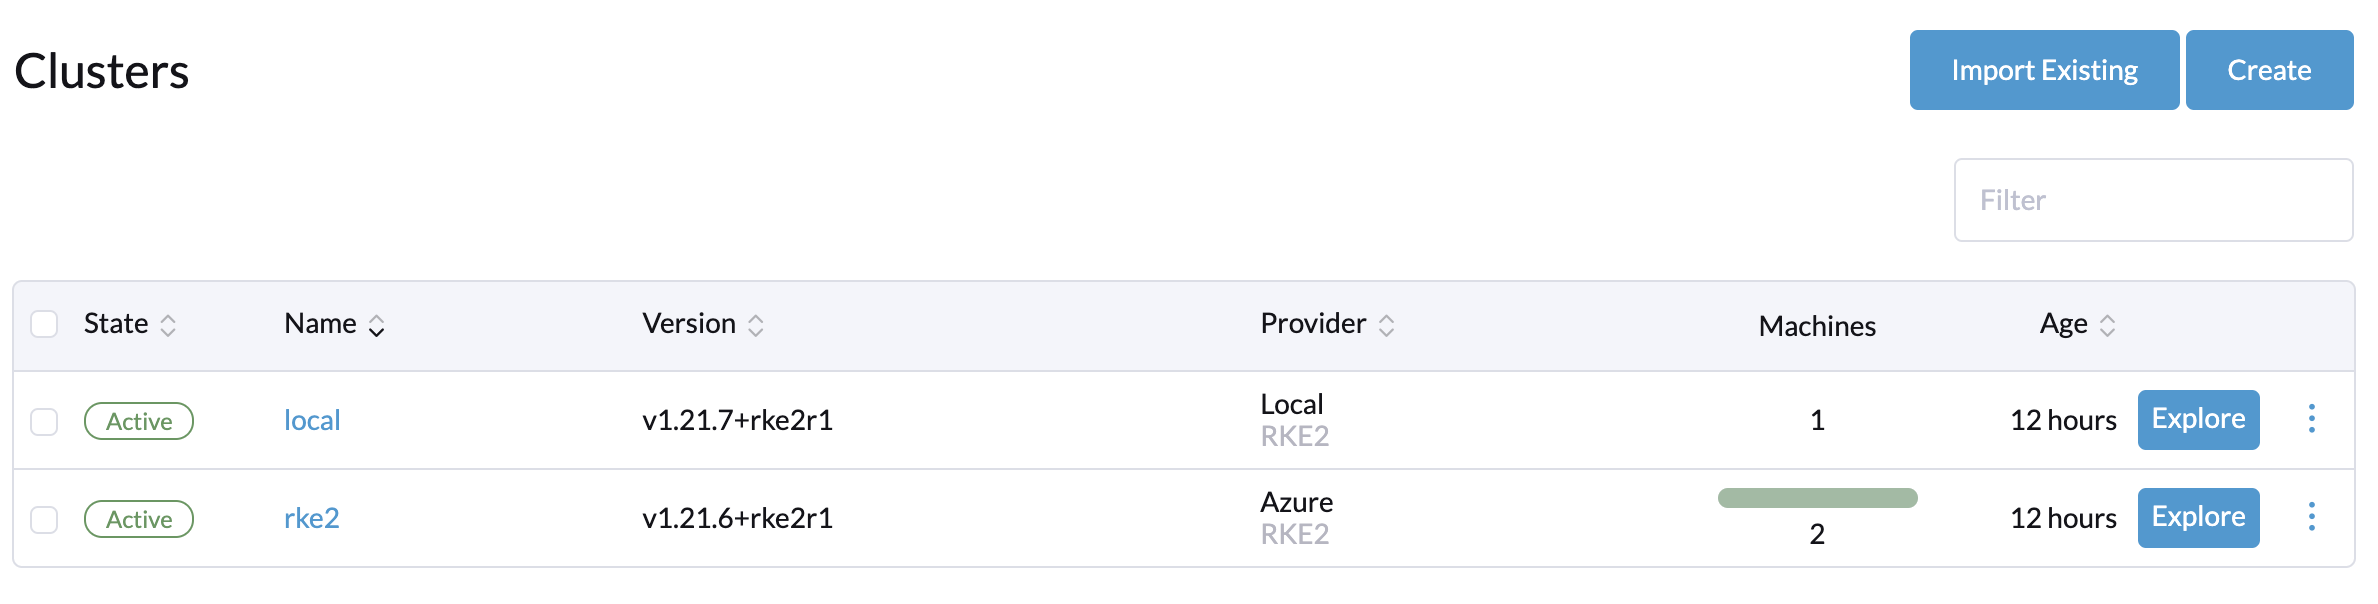 Clusters
Import Existing Create
Filter
State Name Version Provider Machines Age
Active local v1.21.7+rke2r1 Local RKE2 1 12 hours Explore
Active rke2 v1.21.6+rke2r1 Azure RKE2 2 12 hours Explore